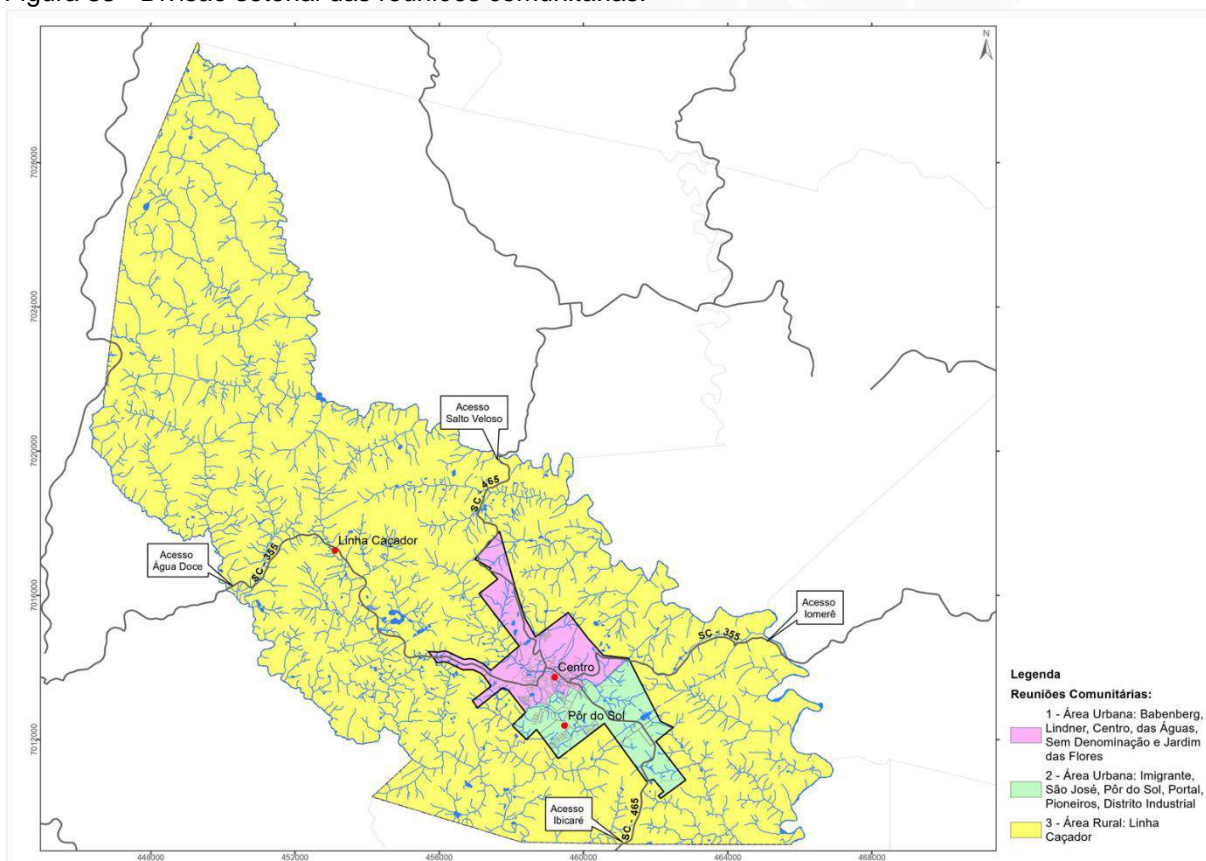 Figura 35 - Divisão setorial das reuniões comunitárias.
N
7028000
7024000
7020000
7016000
7012000
Acesso
Salto Veloso
SC - 465
Linha Caçador
Acesso
Água Doce
SC - 355
Acesso
Iomerê
SC - 355
Centro
Pôr do Sol
Acesso
Ibicaré
SC - 465
448000
452000
456000
460000
464000
468000
Legenda
Reuniões Comunitárias:
1 - Área Urbana: Babenberg,
Lindner, Centro, das Águas,
Sem Denominação e Jardim
das Flores
2 - Área Urbana: Imigrante,
São José, Pôr do Sol, Portal,
Pioneiros, Distrito Industrial
3 - Área Rural: Linha
Caçador